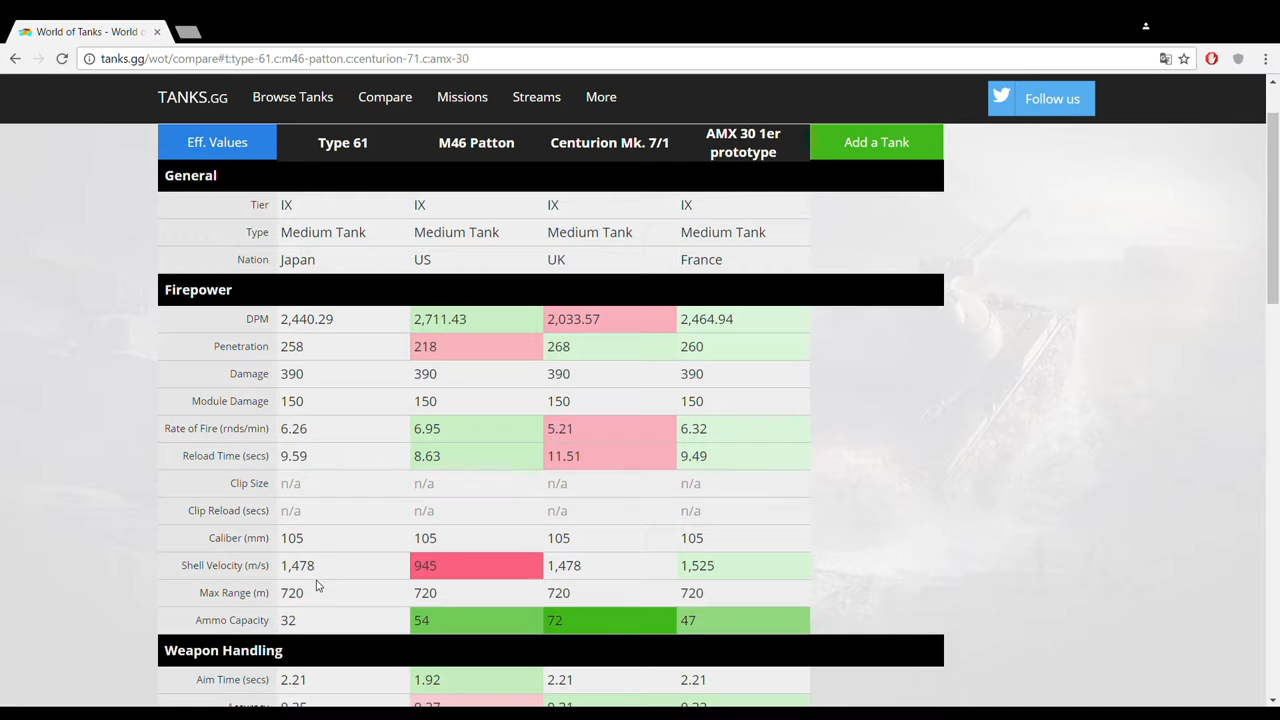 World of Tanks - World o
tanks.gg/wot/compare#t:type-61.c:m46-patton.c:centurion-71.c:amx-30
TANKS.GG Browse Tanks Compare Missions Streams More Follow us
Eff. Values Type 61 M46 Patton Centurion Mk. 7/1 AMX 30 1er prototype Add a Tank
General
Tier IX IX IX IX
Type Medium Tank Medium Tank Medium Tank Medium Tank
Nation Japan US UK France
Firepower
DPM 2,440.29 2,711.43 2,033.57 2,464.94
Penetration 258 218 268 260
Damage 390 390 390 390
Module Damage 150 150 150 150
Rate of Fire (rnds/min) 6.26 6.95 5.21 6.32
Reload Time (secs) 9.59 8.63 11.51 9.49
Clip Size n/a n/a n/a n/a
Clip Reload (secs) n/a n/a n/a n/a
Caliber (mm) 105 105 105 105
Shell Velocity (m/s) 1,478 945 1,478 1,525
Max Range (m) 720 720 720 720
Ammo Capacity 32 54 72 47
Weapon Handling
Aim Time (secs) 2.21 1.92 2.21 2.21